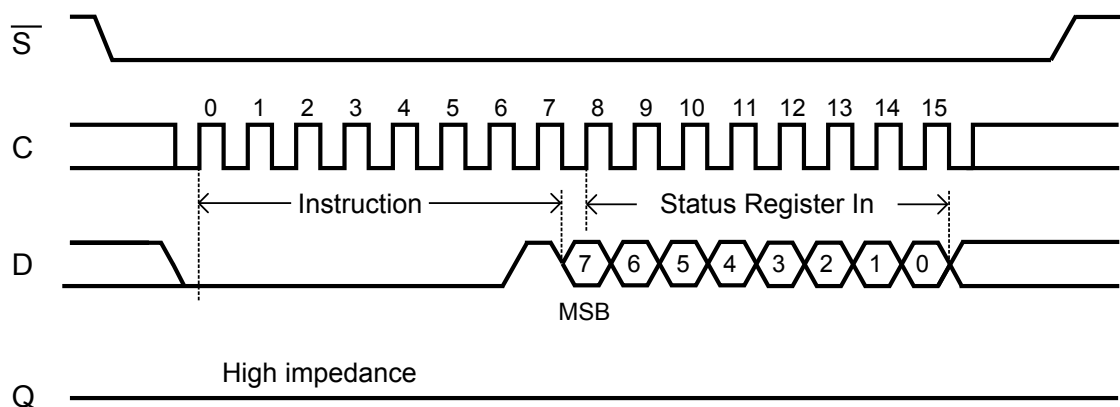 S
0 1 2 3 4 5 6 7 8 9 10 11 12 13 14 15
C
Instruction Status Register In
D 7 6 5 4 3 2 1 0
MSB
High impedance
Q